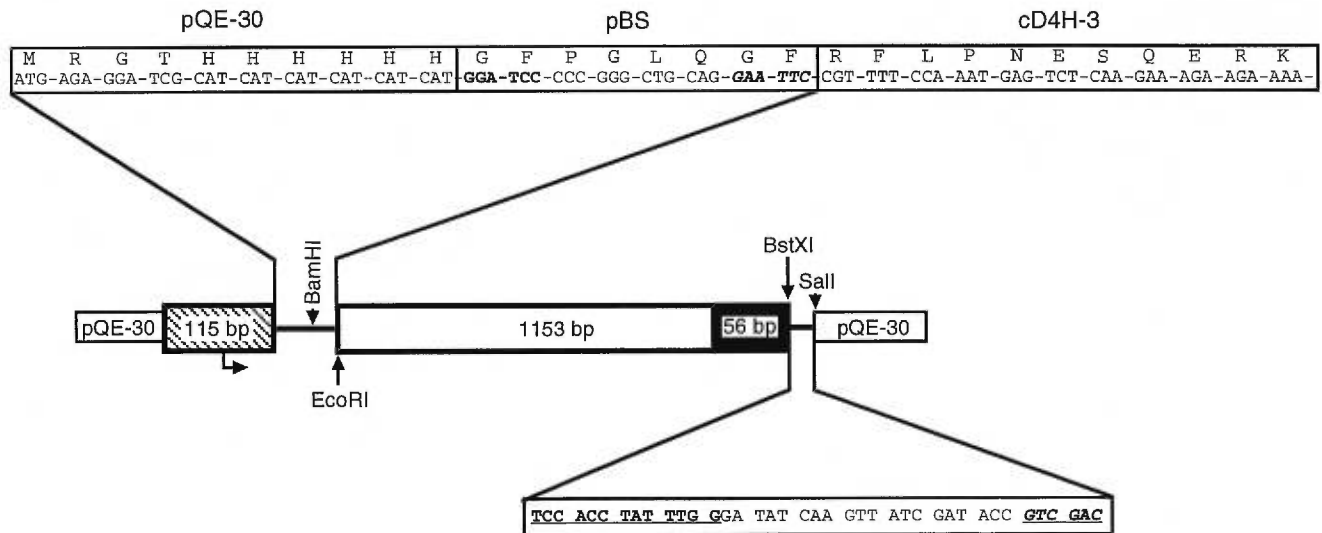 pQE-30 pBS cD4H-3
M R G T H H H H H H G F P G L Q G F R F L P N E S Q E R K
ATG-AGA-GGA-TCG-CAT-CAT-CAT-CAT-CAT-CAT-GGA-TCC-CCC-GGG-CTG-CAG-GAA-TTC-CGT-TTT-CCA-AAT-GAG-TCT-CAA-GAA-AGA-AGA-AAA-
BamHI
BstXI
SalI
pQE-30 115 bp 1153 bp 56 bp pQE-30
EcoRI
TCC ACC TAT TTG GGA TAT CAA GTT ATC GAT ACC GTC GAC